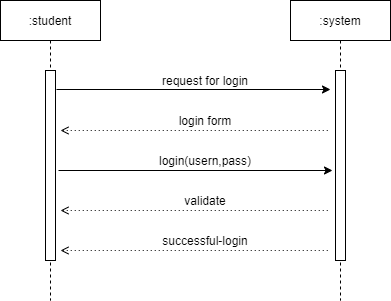 :student
:system
request for login
login form
login(usern,pass)
validate
successful-login